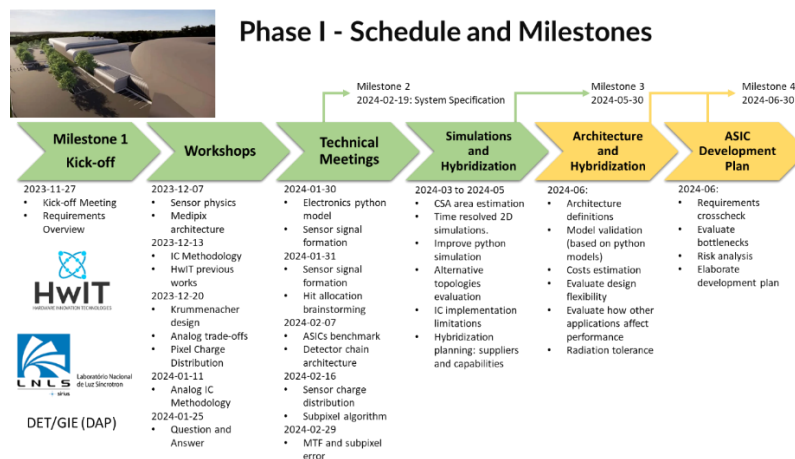 Phase I - Schedule and Milestones
Milestone 2
2024-02-19: System Specification
Milestone 3
2024-05-30
Milestone 4
2024-06-30
Milestone 1
Kick-off
Workshops
Technical
Meetings
Simulations
and
Hybridization
Architecture
and
Hybridization
ASIC
Development
Plan
2023-11-27
• Kick-off Meeting
• Requirements
Overview
HwIT
HARDWARE INNOVATION TECHNOLOGIES
LNLS
sirius
Laboratório Nacional
de Luz Síncrotron
DET/GIE (DAP)
2023-12-07
• Sensor physics
• Medipix
architecture
2023-12-13
• IC Methodology
• HwIT previous
works
2023-12-20
• Krummenacher
design
• Analog trade-offs
• Pixel Charge
Distribution
2024-01-11
• Analog IC
Methodology
2024-01-25
• Question and
Answer
2024-01-30
• Electronics python
model
• Sensor signal
formation
2024-01-31
• Sensor signal
formation
• Hit allocation
brainstorming
2024-02-07
• ASICs benchmark
• Detector chain
architecture
2024-02-16
• Sensor charge
distribution
• Subpixel algorithm
2024-02-29
• MTF and subpixel
error
2024-03 to 2024-05
• CSA area estimation
• Time resolved 2D
simulations.
• Improve python
simulation
• Alternative
topologies
evaluation
• IC implementation
limitations
• Hybridization
planning: suppliers
and capabilities
2024-06:
• Architecture
definitions
• Model validation
(based on python
models)
• Costs estimation
• Evaluate design
flexibility
• Evaluate how other
applications affect
performance
• Radiation tolerance
2024-06:
• Requirements
crosscheck
• Evaluate
bottlenecks
• Risk analysis
• Elaborate
development plan